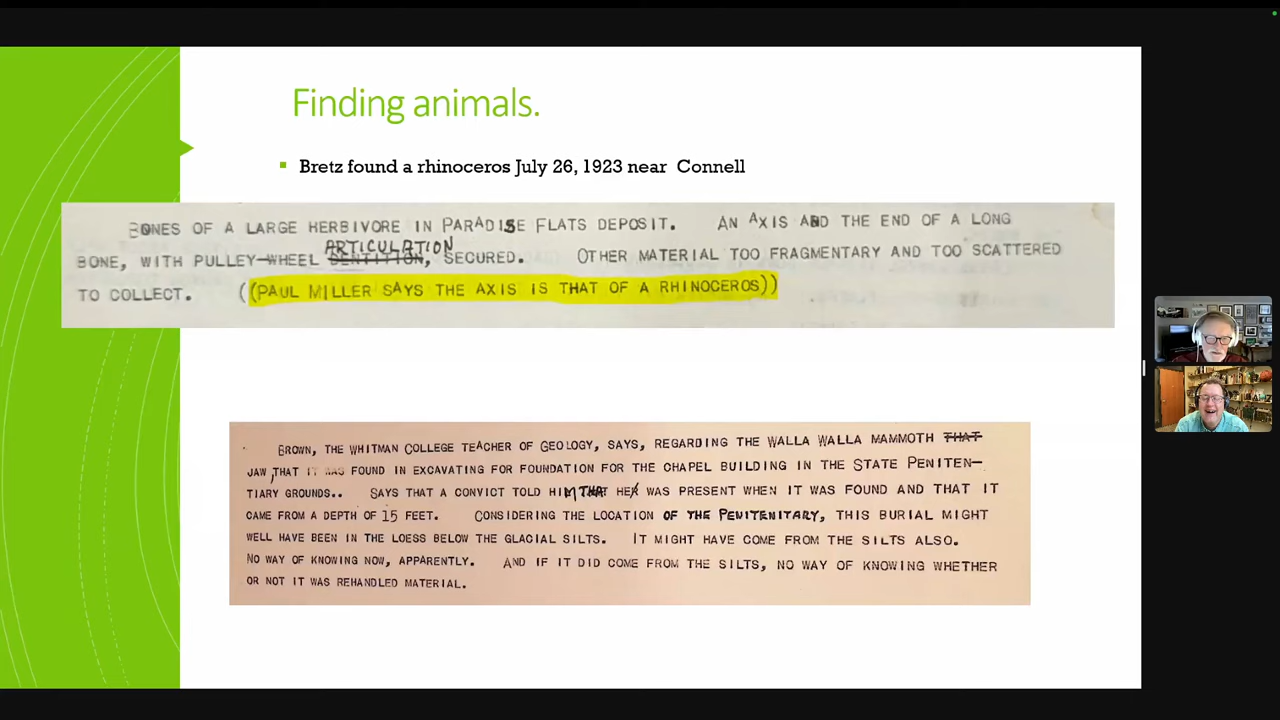 Finding animals.
Bretz found a rhinoceros July 26, 1923 near Connell
BONES OF A LARGE HERBIVORE IN PARADISE FLATS DEPOSIT. AN AXIS AND THE END OF A LONG
ARTICULATION
BONE, WITH PULLEY-WHEEL DENTITION, SECURED. OTHER MATERIAL TOO FRAGMENTARY AND TOO SCATTERED
TO COLLECT. ((PAUL MILLER SAYS THE AXIS IS THAT OF A RHINOCEROS))
BROWN, THE WHITMAN COLLEGE TEACHER OF GEOLOGY, SAYS, REGARDING THE WALLA WALLA MAMMOTH THAT
JAW, THAT IT WAS FOUND IN EXCAVATING FOR FOUNDATION FOR THE CHAPEL BUILDING IN THE STATE PENITEN-
TIARY GROUNDS.. SAYS THAT A CONVICT TOLD HIM THAT HE WAS PRESENT WHEN IT WAS FOUND AND THAT IT
CAME FROM A DEPTH OF 15 FEET. CONSIDERING THE LOCATION OF THE PENITENITARY, THIS BURIAL MIGHT
WELL HAVE BEEN IN THE LOESS BELOW THE GLACIAL SILTS. IT MIGHT HAVE COME FROM THE SILTS ALSO.
NO WAY OF KNOWING NOW, APPARENTLY. AND IF IT DID COME FROM THE SILTS, NO WAY OF KNOWING WHETHER
OR NOT IT WAS REHANDLED MATERIAL.